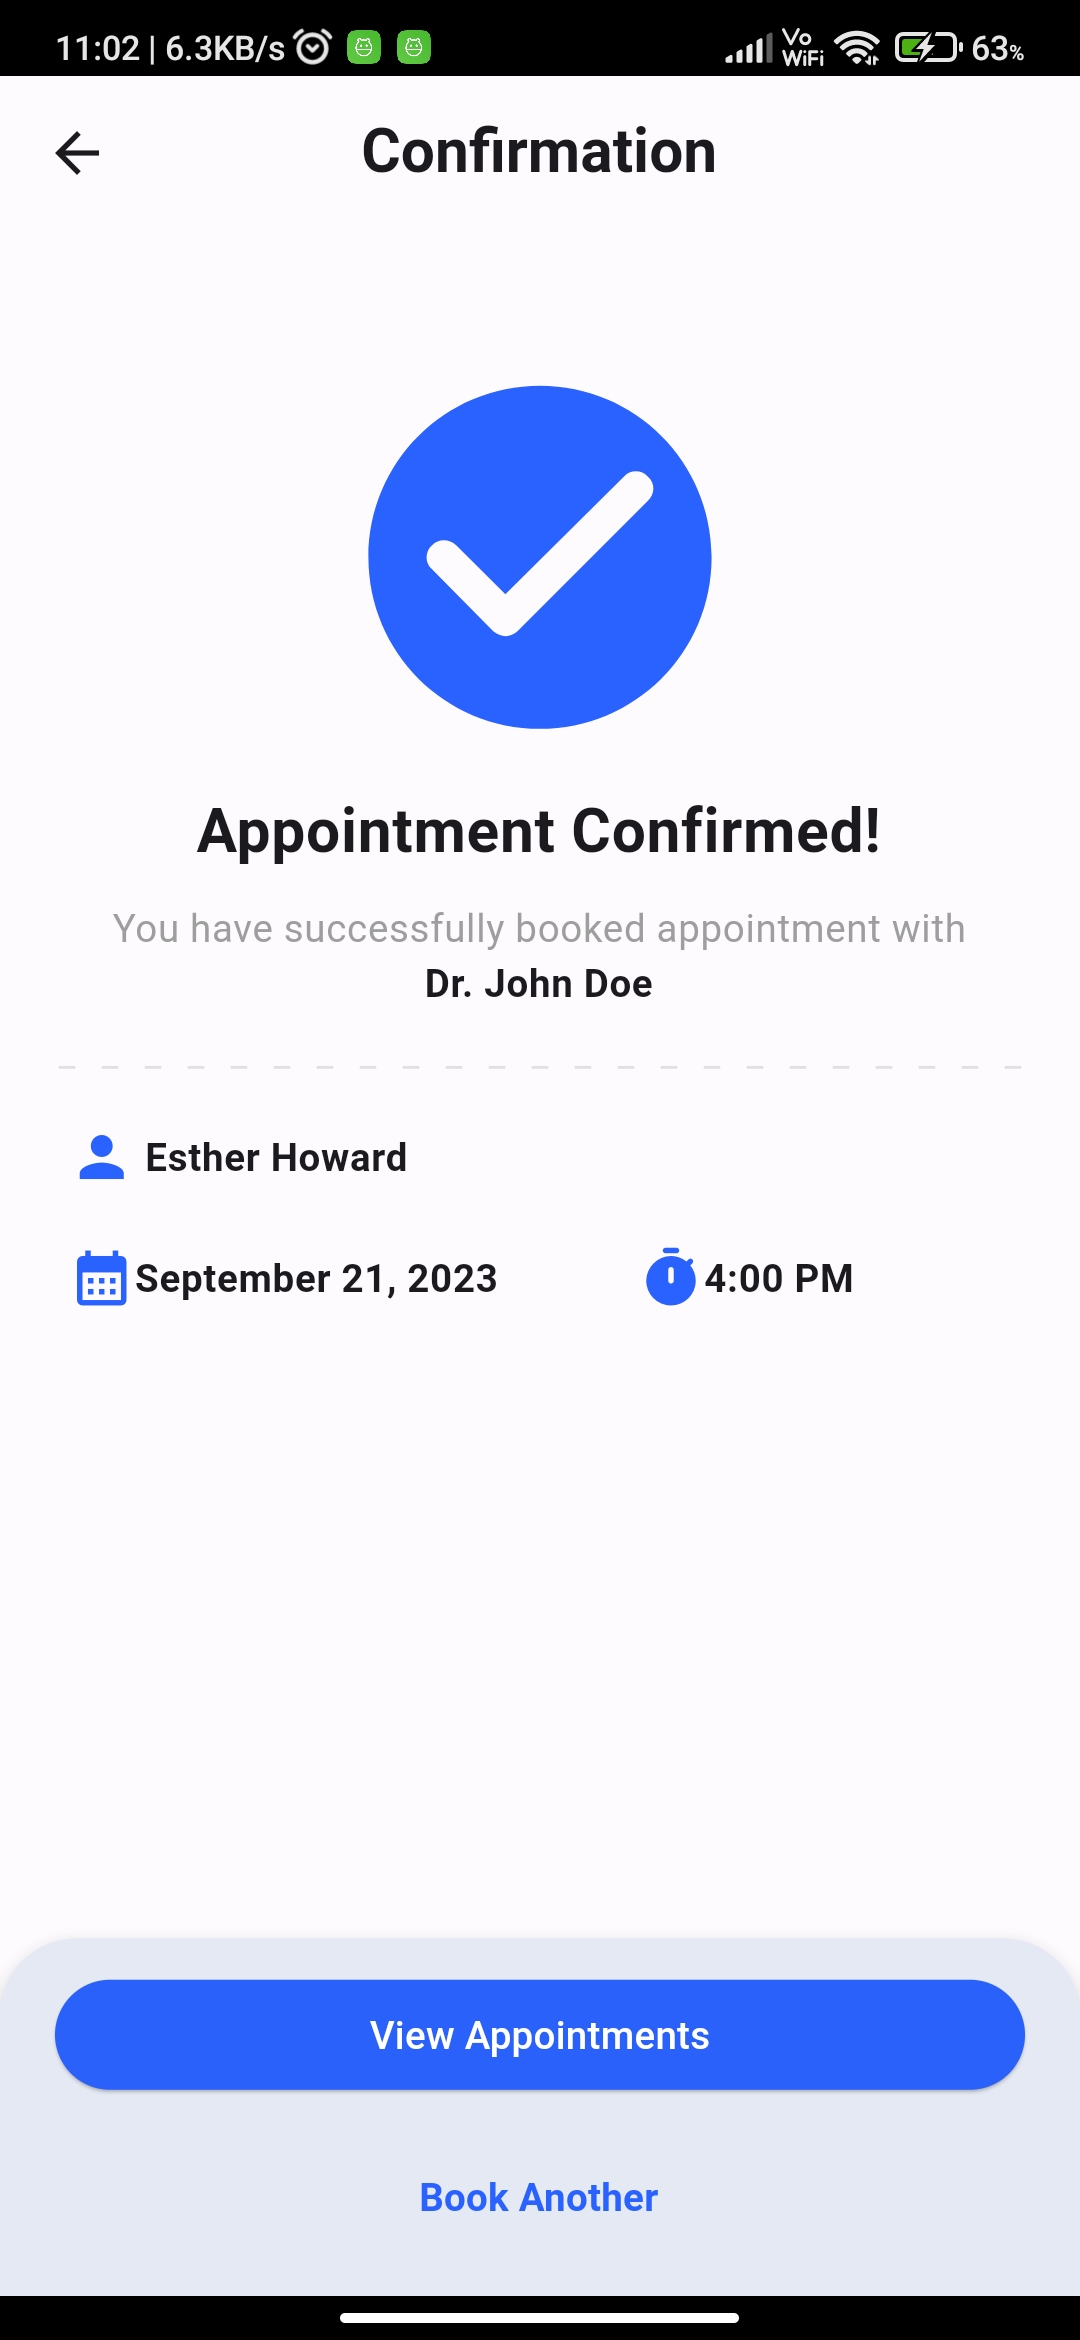 11:02 | 6.3KB/s Vo WiFi 63%
Confirmation
Appointment Confirmed!
You have successfully booked appointment with
Dr. John Doe
Esther Howard
September 21, 2023 4:00 PM
View Appointments
Book Another